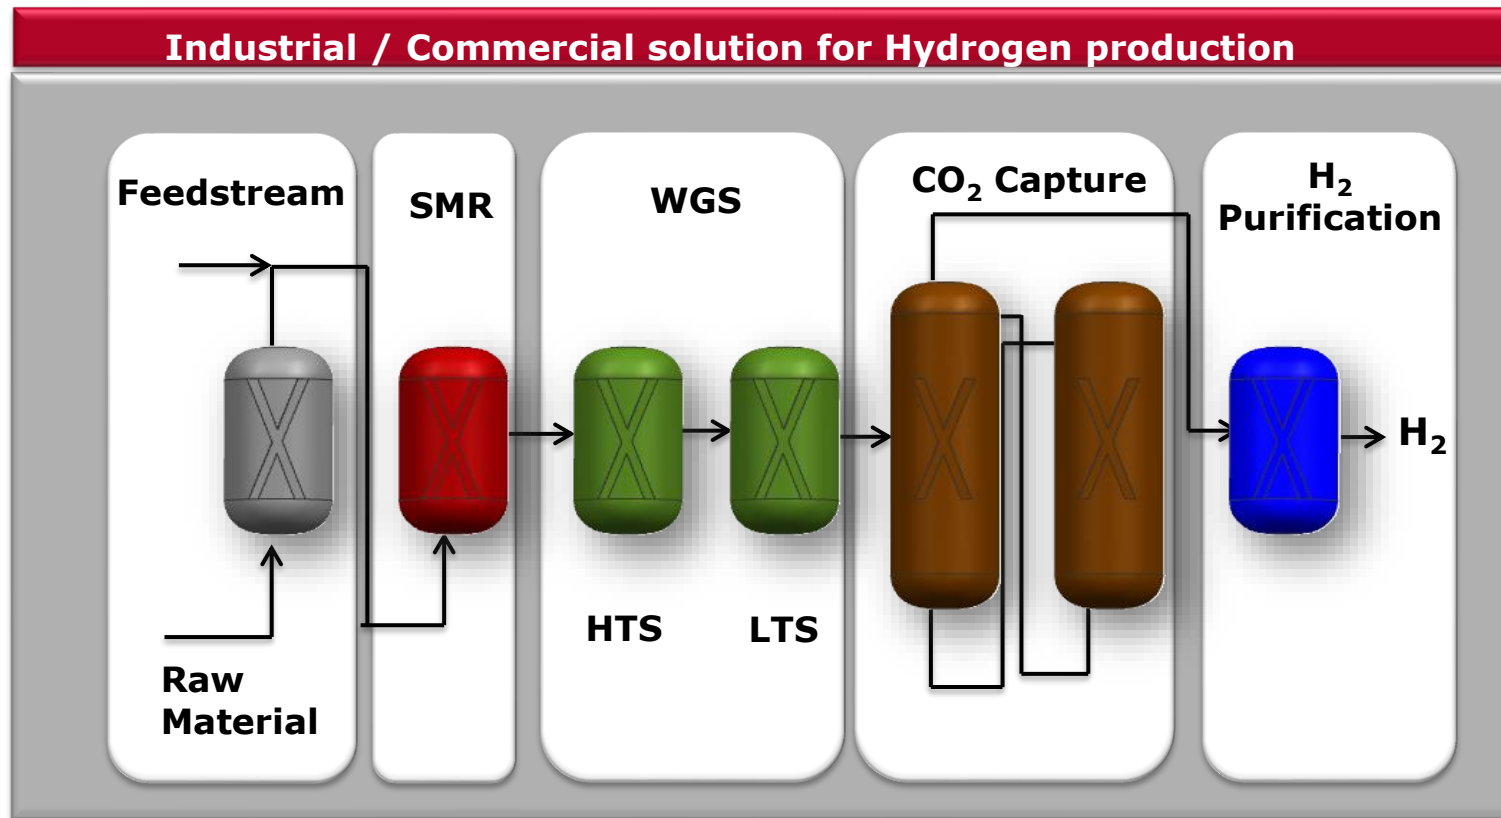 Industrial / Commercial solution for Hydrogen production
Feedstream
SMR
WGS
CO₂ Capture
H₂
Purification
H₂
HTS
LTS
Raw
Material